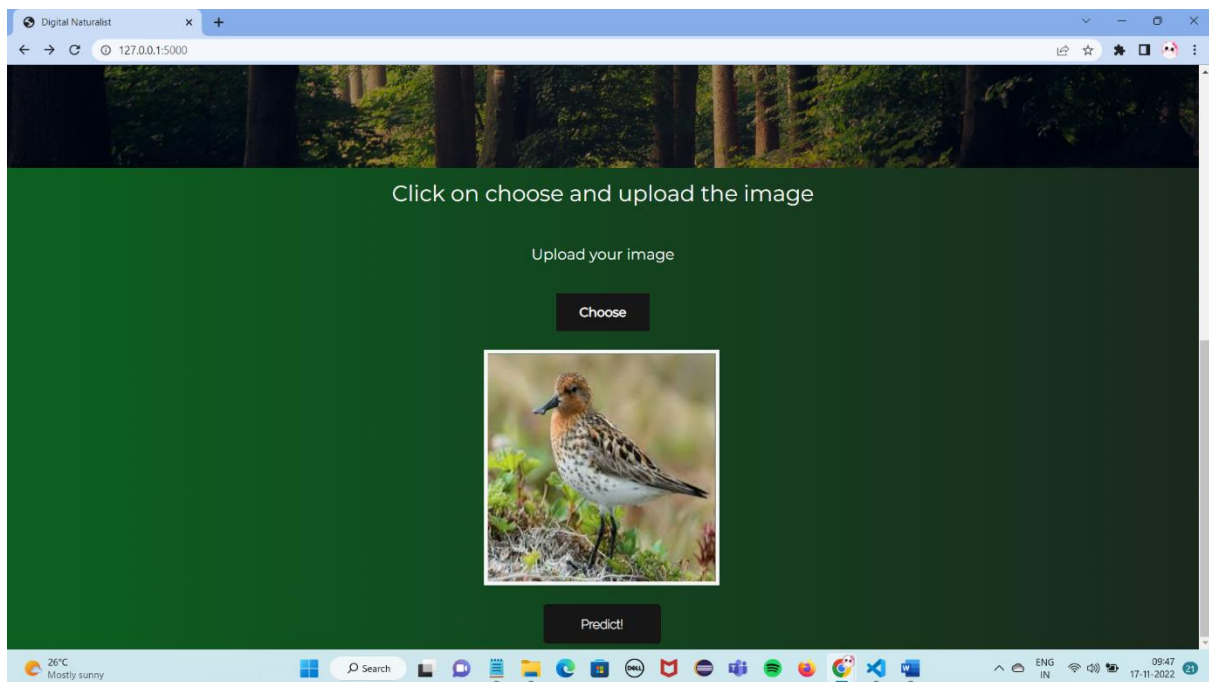 Digital Naturalist
127.0.0.1:5000
Click on choose and upload the image
Upload your image
Choose
Predict!
26°C
Mostly sunny
Search
DELL
W
ENG
IN
09:47
17-11-2022
21